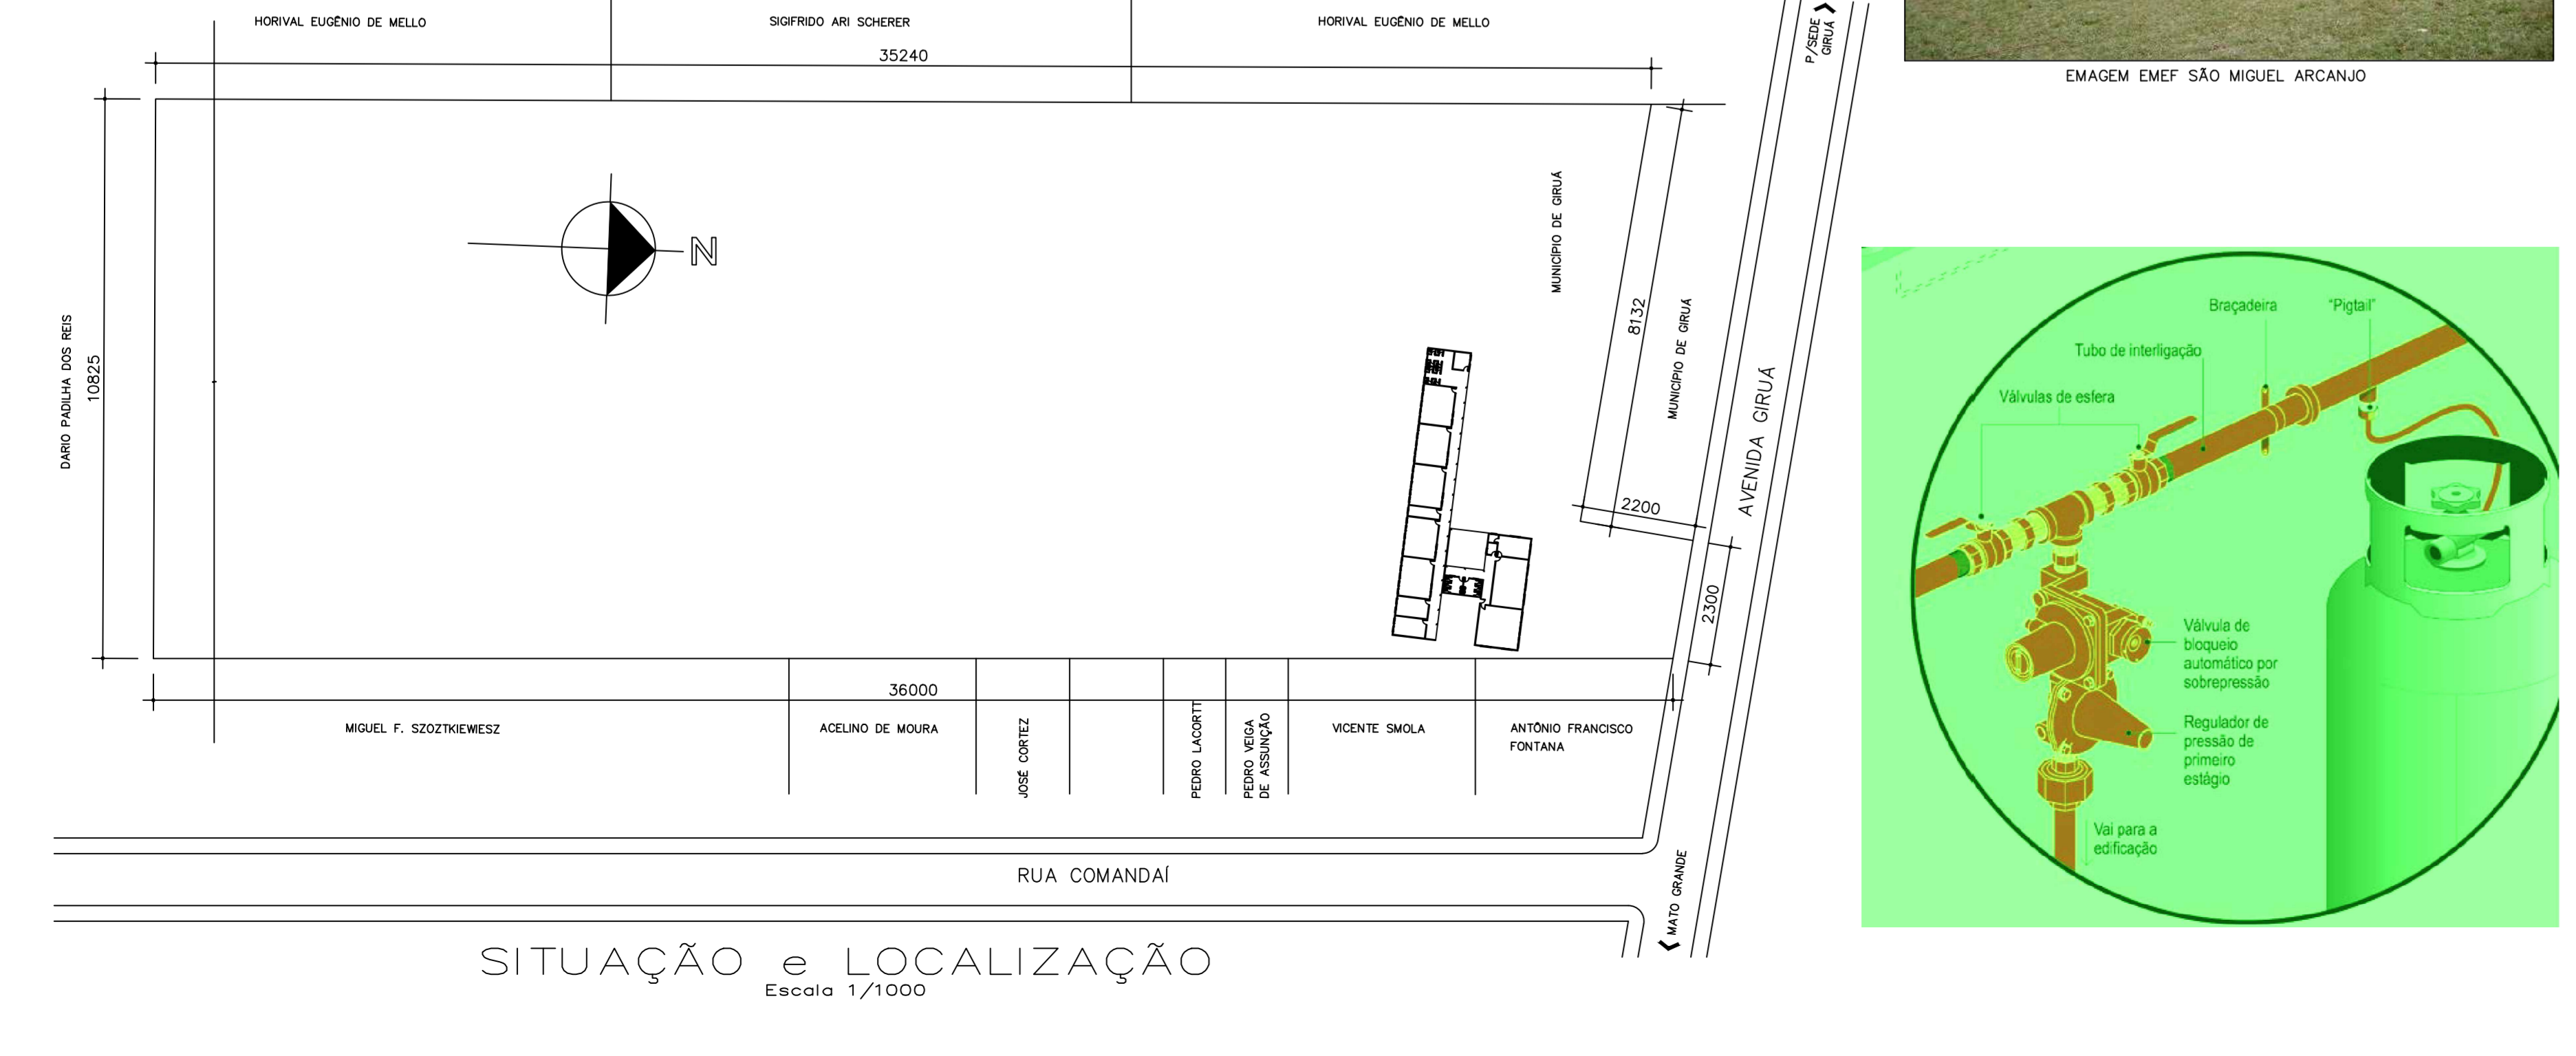 HORIVAL EUGÊNIO DE MELLO
SIGIFRIDO ARI SCHERER
HORIVAL EUGÊNIO DE MELLO
P/SEDE
GIRUÁ
35240
EMAGEM EMEF SÃO MIGUEL ARCANJO
N
MUNICÍPIO DE GIRUÁ
8132
MUNICÍPIO DE GIRUÁ
AVENIDA GIRUÁ
DARIO PADILHA DOS REIS
10825
2200
2300
36000
MIGUEL F. SZOZTKIEWIESZ
ACELINO DE MOURA
JOSÉ CORTEZ
PEDRO LACORTT
PEDRO VEIGA
DE ASSUNÇÃO
VICENTE SMOLA
ANTÔNIO FRANCISCO
FONTANA
RUA COMANDAÍ
MATO GRANDE
SITUAÇÃO e LOCALIZAÇÃO
Escala 1/1000
Braçadeira
"Pigtail"
Tubo de interligação
Válvulas de esfera
Válvula de
bloqueio
automático por
sobrepressão
Regulador de
pressão de
primeiro
estágio
Vai para a
edificação